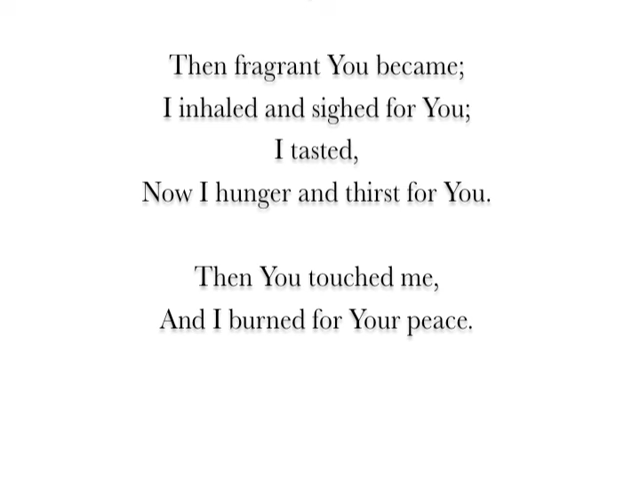 Then fragrant You became;
I inhaled and sighed for You;
I tasted,
Now I hunger and thirst for You.
Then You touched me,
And I burned for Your peace.